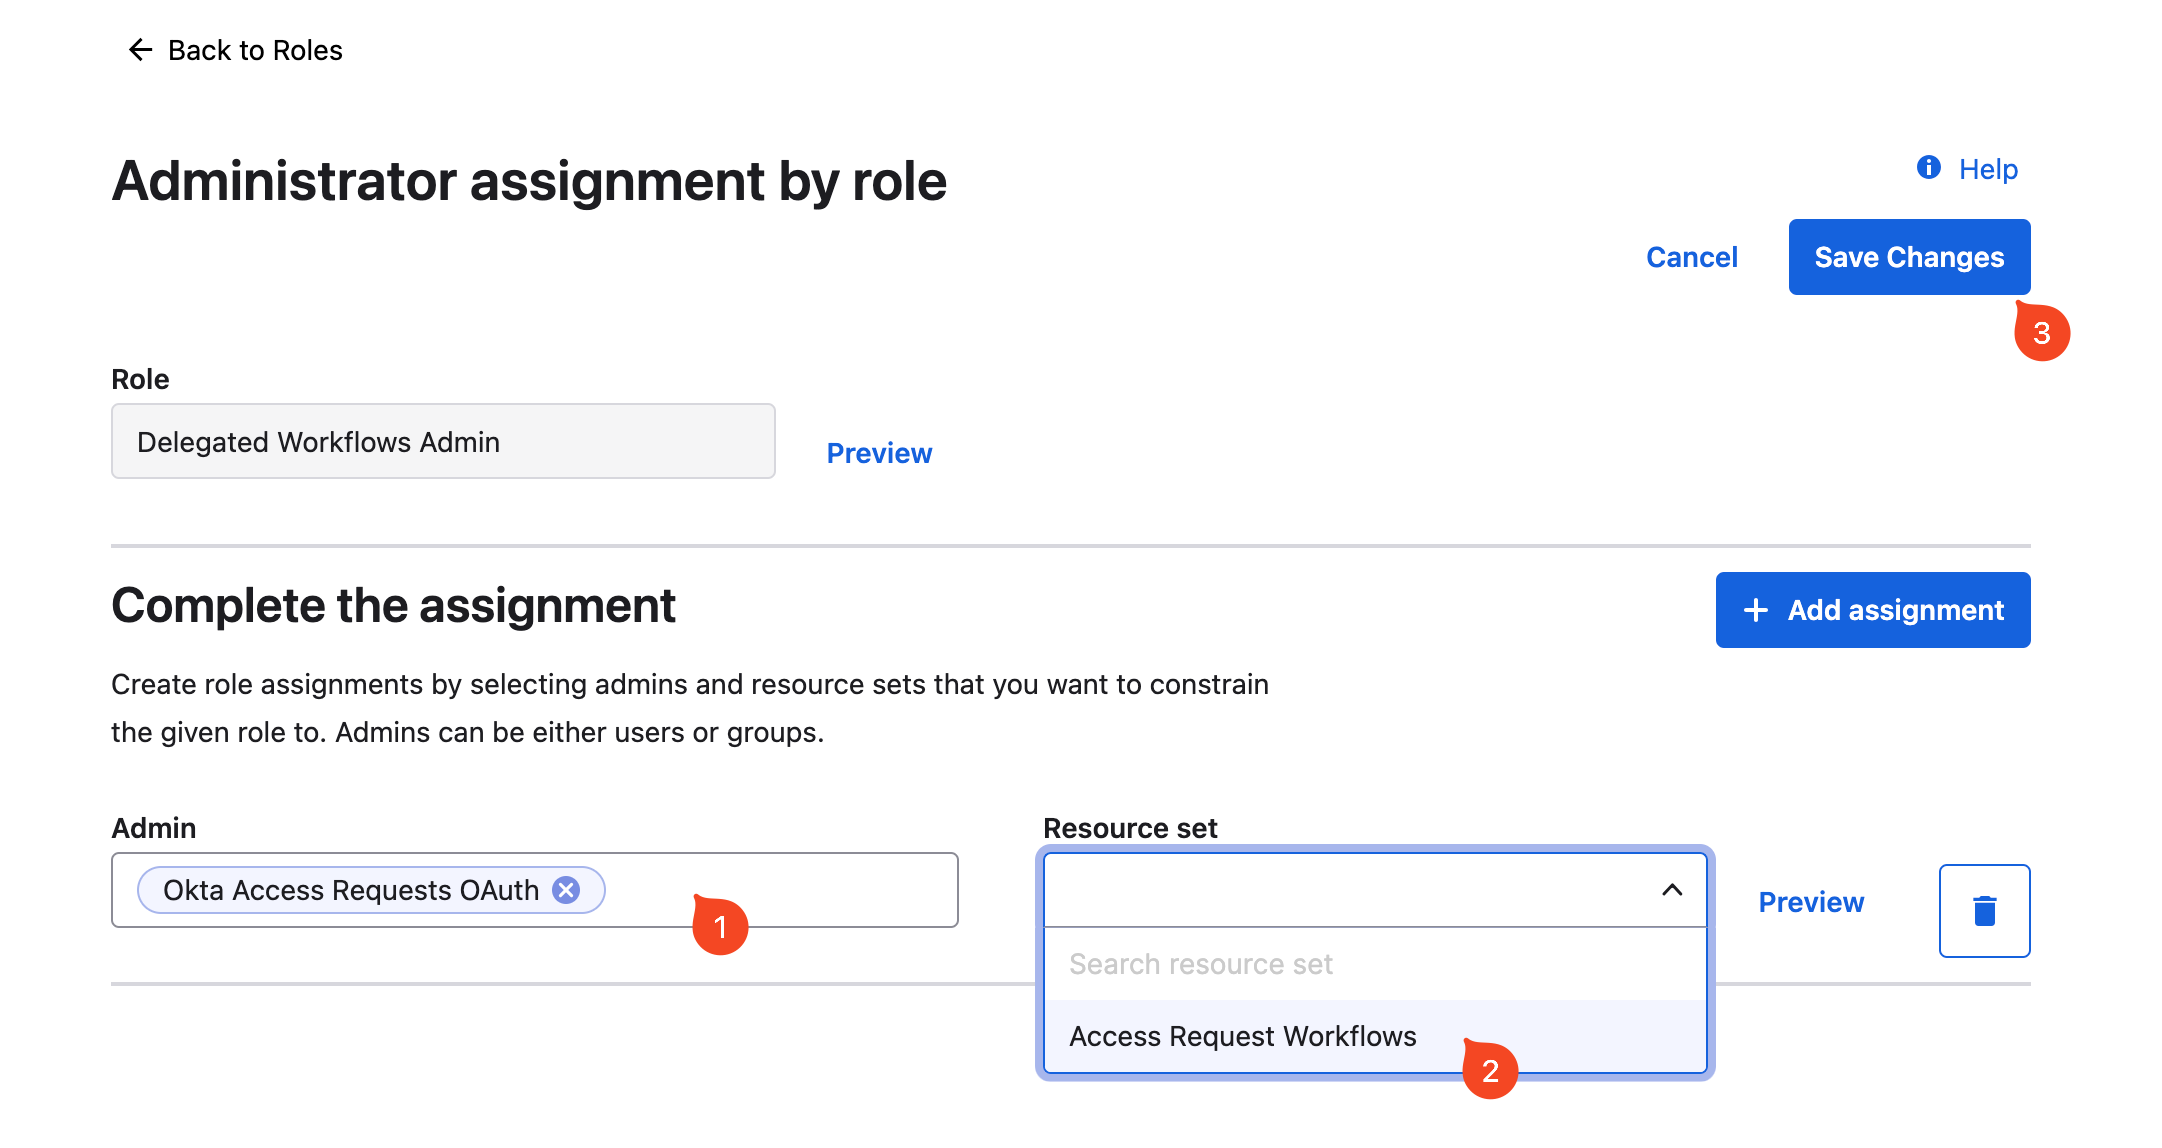 Back to Roles
Administrator assignment by role
Help
Cancel
Save Changes
3
Role
Delegated Workflows Admin
Preview
Complete the assignment
Add assignment
Create role assignments by selecting admins and resource sets that you want to constrain
the given role to. Admins can be either users or groups.
Admin
Resource set
Okta Access Requests OAuth
1
Preview
Search resource set
Access Request Workflows
2